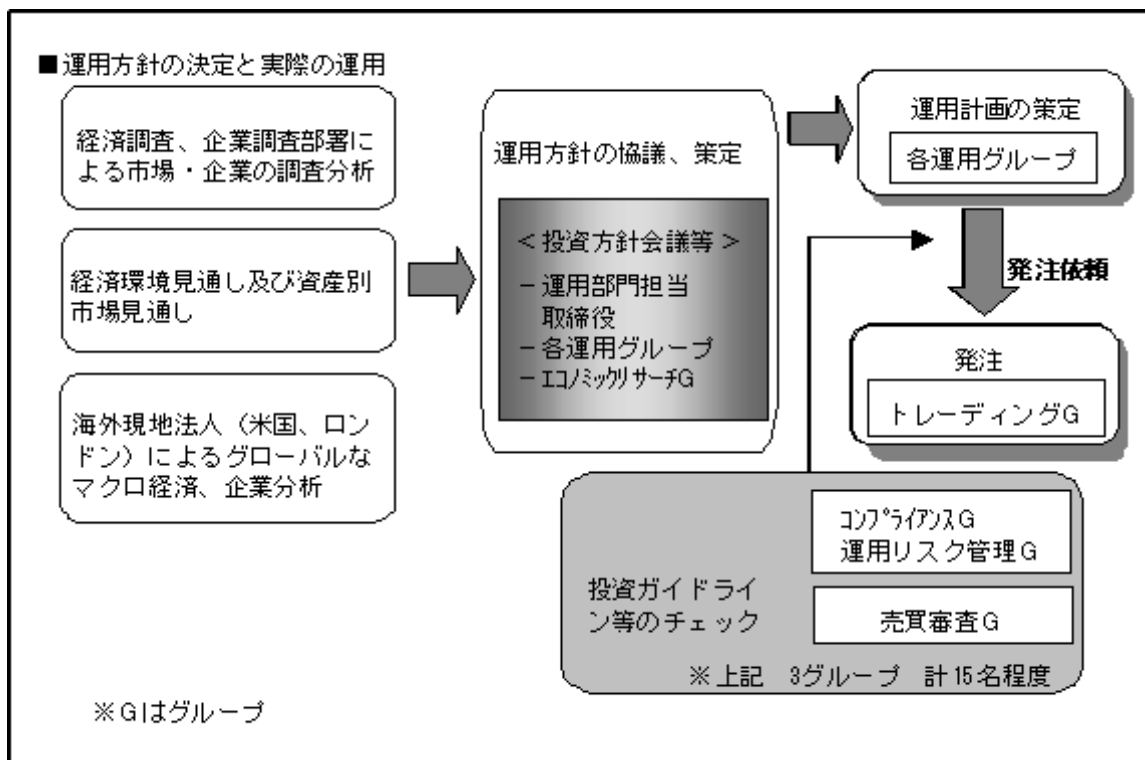 ■運用方針の決定と実際の運用
経済調査、企業調査部署に
よる市場・企業の調査分析
経済環境見通し及び資産別
市場見通し
海外現地法人（米国、ロン
ドン）によるグローバルな
マクロ経済、企業分析
運用方針の協議、策定
＜投資方針会議等＞
－運用部門担当
取締役
－各運用グループ
－ｴｺﾉﾐｯｸﾘｻｰﾁG
運用計画の策定
各運用グループ
発注依頼
発注
トレーディングG
ｺﾝﾌﾟﾗｲｱﾝｽG
運用リスク管理G
投資ガイドライ
ン等のチェック
売買審査G
※上記　3グループ　計15名程度
※Gはグループ